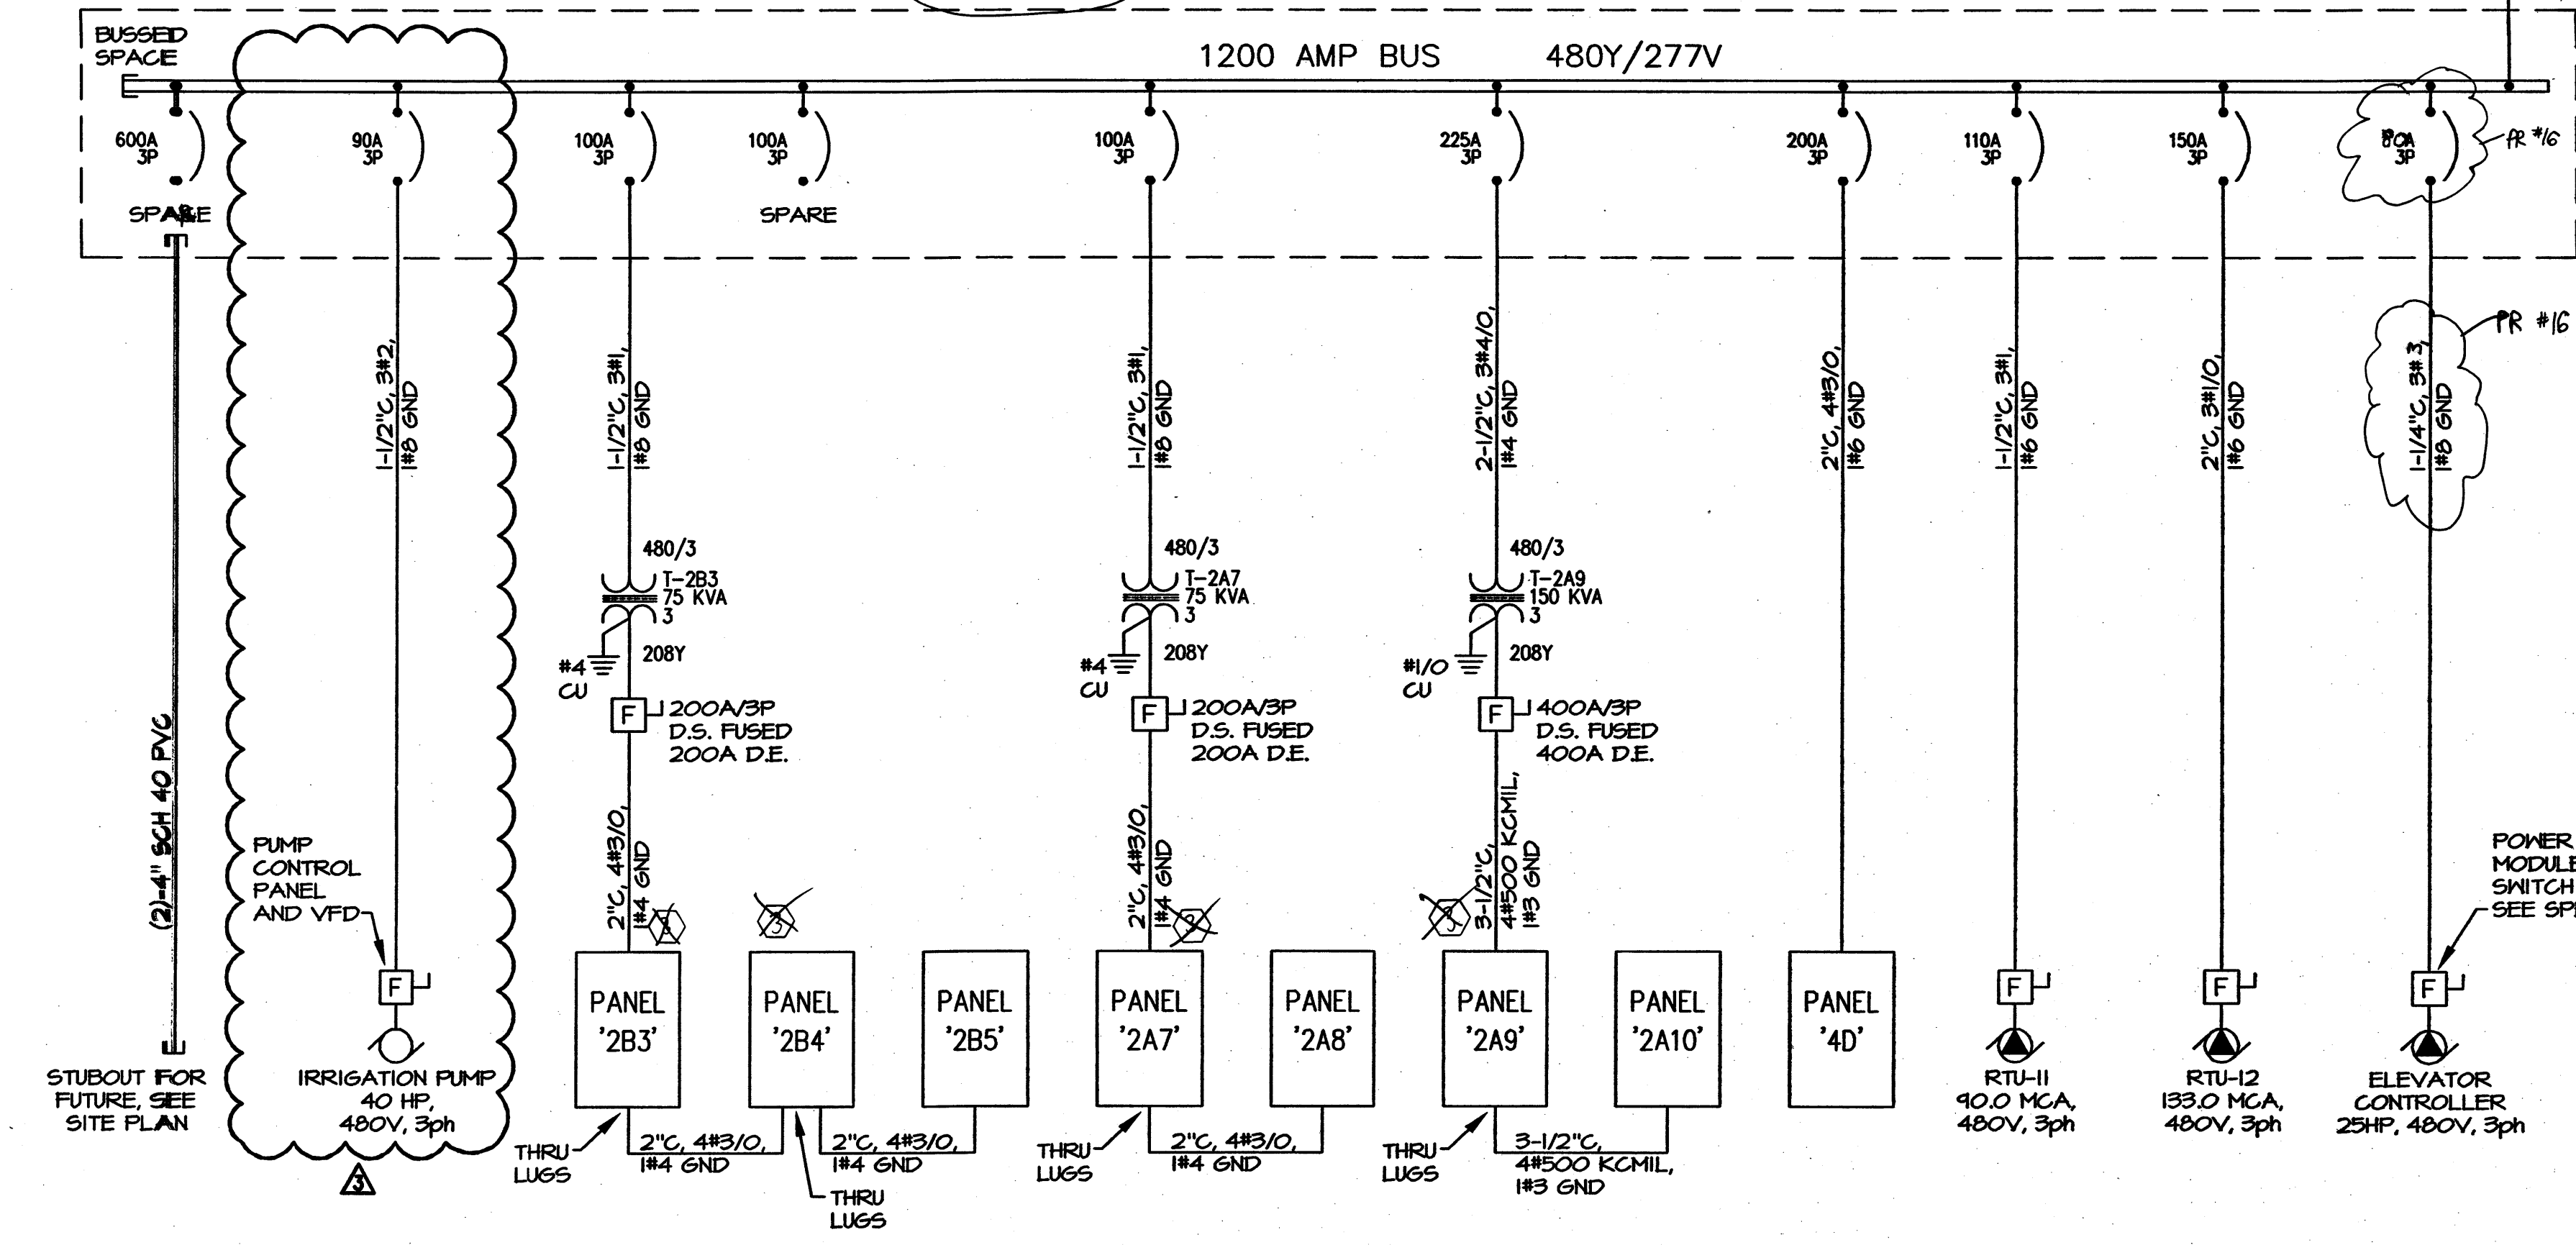 BUSSED
SPACE
1200 AMP BUS 480Y/277V
600A
3P
90A
3P
100A
3P
100A
3P
100A
3P
225A
3P
200A
3P
110A
3P
150A
3P
3P
PR #16
SPARE
1-1/2"C, 3#2,
1#8 GND
1-1/2"C, 3#1,
1#8 GND
1-1/2"C, 3#1,
1#8 GND
2-1/2"C, 3#4/0,
1#4 GND
2"C, 4#3/0,
1#6 GND
1-1/2"C, 3#1,
1#6 GND
2"C, 3#1/0,
1#6 GND
1-1/4"C, 3#3,
1#8 GND
PR #16
480/3
T-2B3
75 KVA
3
208Y
#4
CU
200A/3P
D.S. FUSED
200A D.E.
480/3
T-2A7
75 KVA
3
208Y
#4
CU
200A/3P
D.S. FUSED
200A D.E.
480/3
T-2A9
150 KVA
3
208Y
#1/0
CU
400A/3P
D.S. FUSED
400A D.E.
F
F
F
(2)-4" SCH 40 PVC
2"C, 4#3/0,
1#4 GND
2"C, 4#3/0,
1#4 GND
3-1/2"C,
4#500 KCMIL,
1#3 GND
3
3
3
3
PUMP
CONTROL
PANEL
AND VFD
POWER
MODULE
SWITCH
F
F
F
F
PANEL
'2B3'
PANEL
'2B4'
PANEL
'2B5'
PANEL
'2A7'
PANEL
'2A8'
PANEL
'2A9'
PANEL
'2A10'
PANEL
'4D'
STUBOUT FOR
FUTURE, SEE
SITE PLAN
IRRIGATION PUMP
40 HP,
480V, 3ph
3
RTU-11
90.0 MCA,
480V, 3ph
RTU-12
133.0 MCA,
480V, 3ph
ELEVATOR
CONTROLLER
25HP, 480V, 3ph
THRU
LUGS
2"C, 4#3/0,
1#4 GND
THRU
LUGS
2"C, 4#3/0,
1#4 GND
THRU
LUGS
2"C, 4#3/0,
1#4 GND
THRU
LUGS
3-1/2"C,
4#500 KCMIL,
1#3 GND